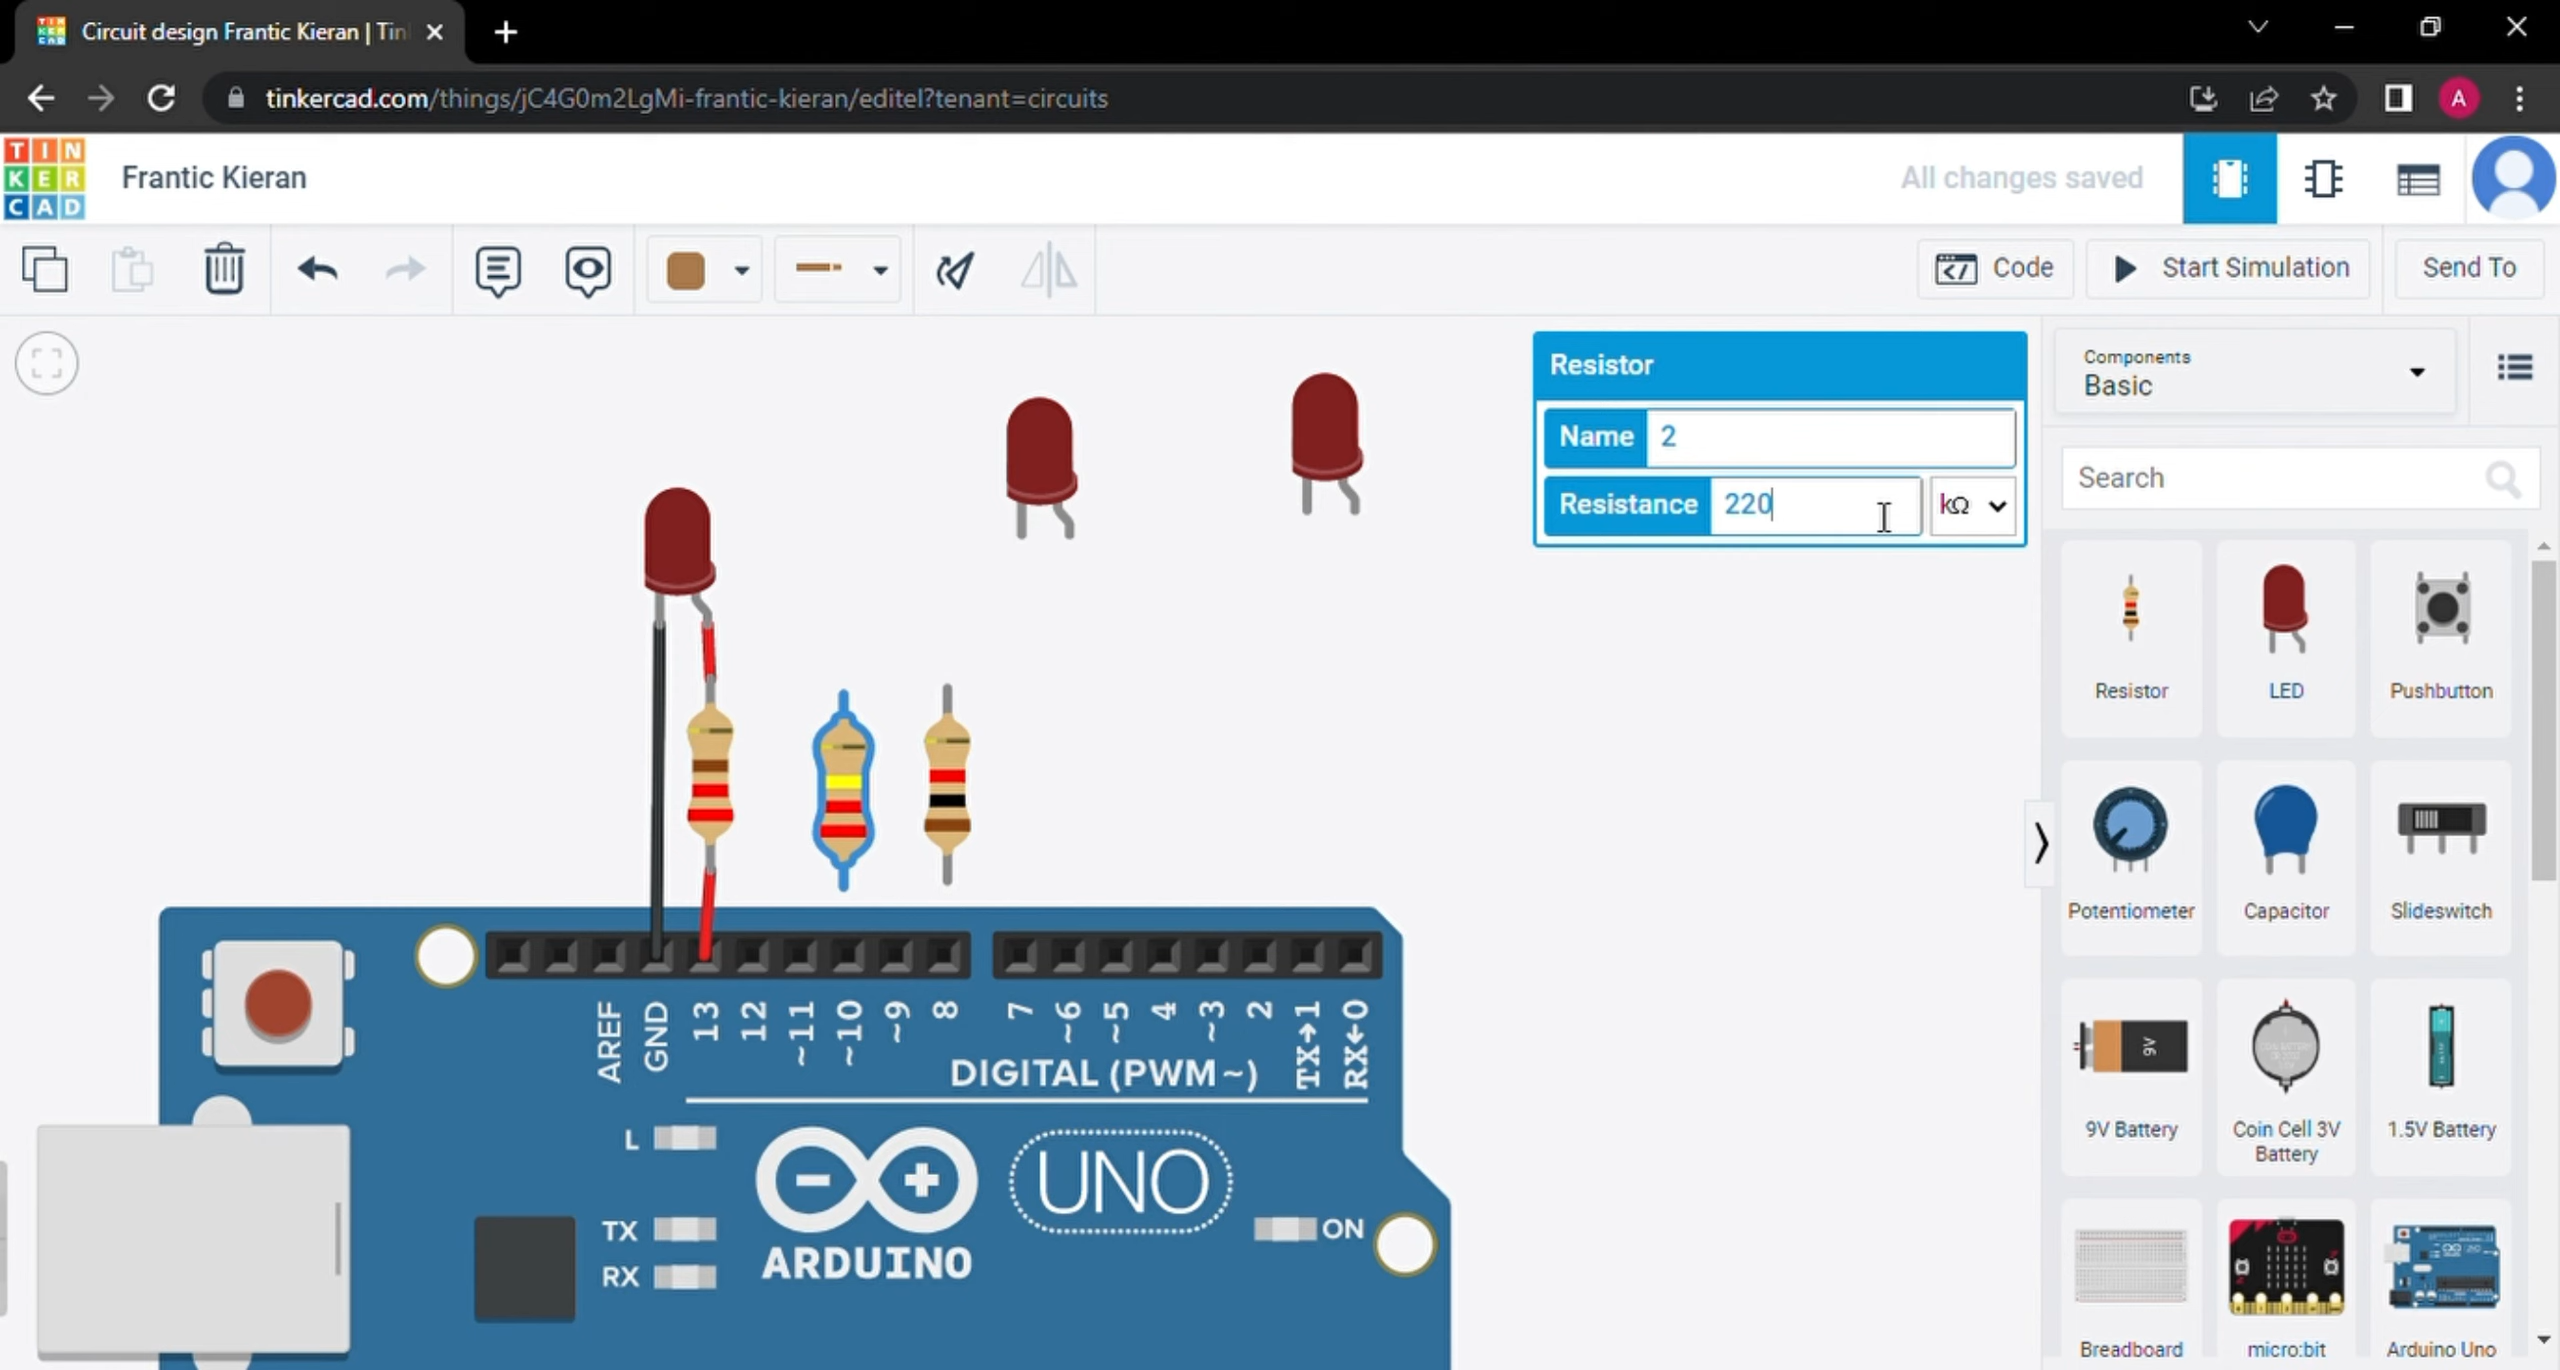 Circuit design Frantic Kieran | Tin
tinkercad.com/things/jC4G0m2LgMi-frantic-kieran/editel?tenant=circuits
A
TIN
KER
CAD
Frantic Kieran
All changes saved
Code
Start Simulation
Send To
Resistor
Name 2
Resistance 220 kΩ
Components
Basic
Search
Resistor
LED
Pushbutton
Potentiometer
Capacitor
Slideswitch
9V
9V Battery
Coin Cell 3V
Battery
1.5V Battery
Breadboard
micro:bit
Arduino Uno
AREF
GND
13
12
~11
~10
~9
8
7
~6
~5
4
~3
2
TX→1
RX←0
DIGITAL (PWM ~)
L
TX
RX
UNO
ARDUINO
ON